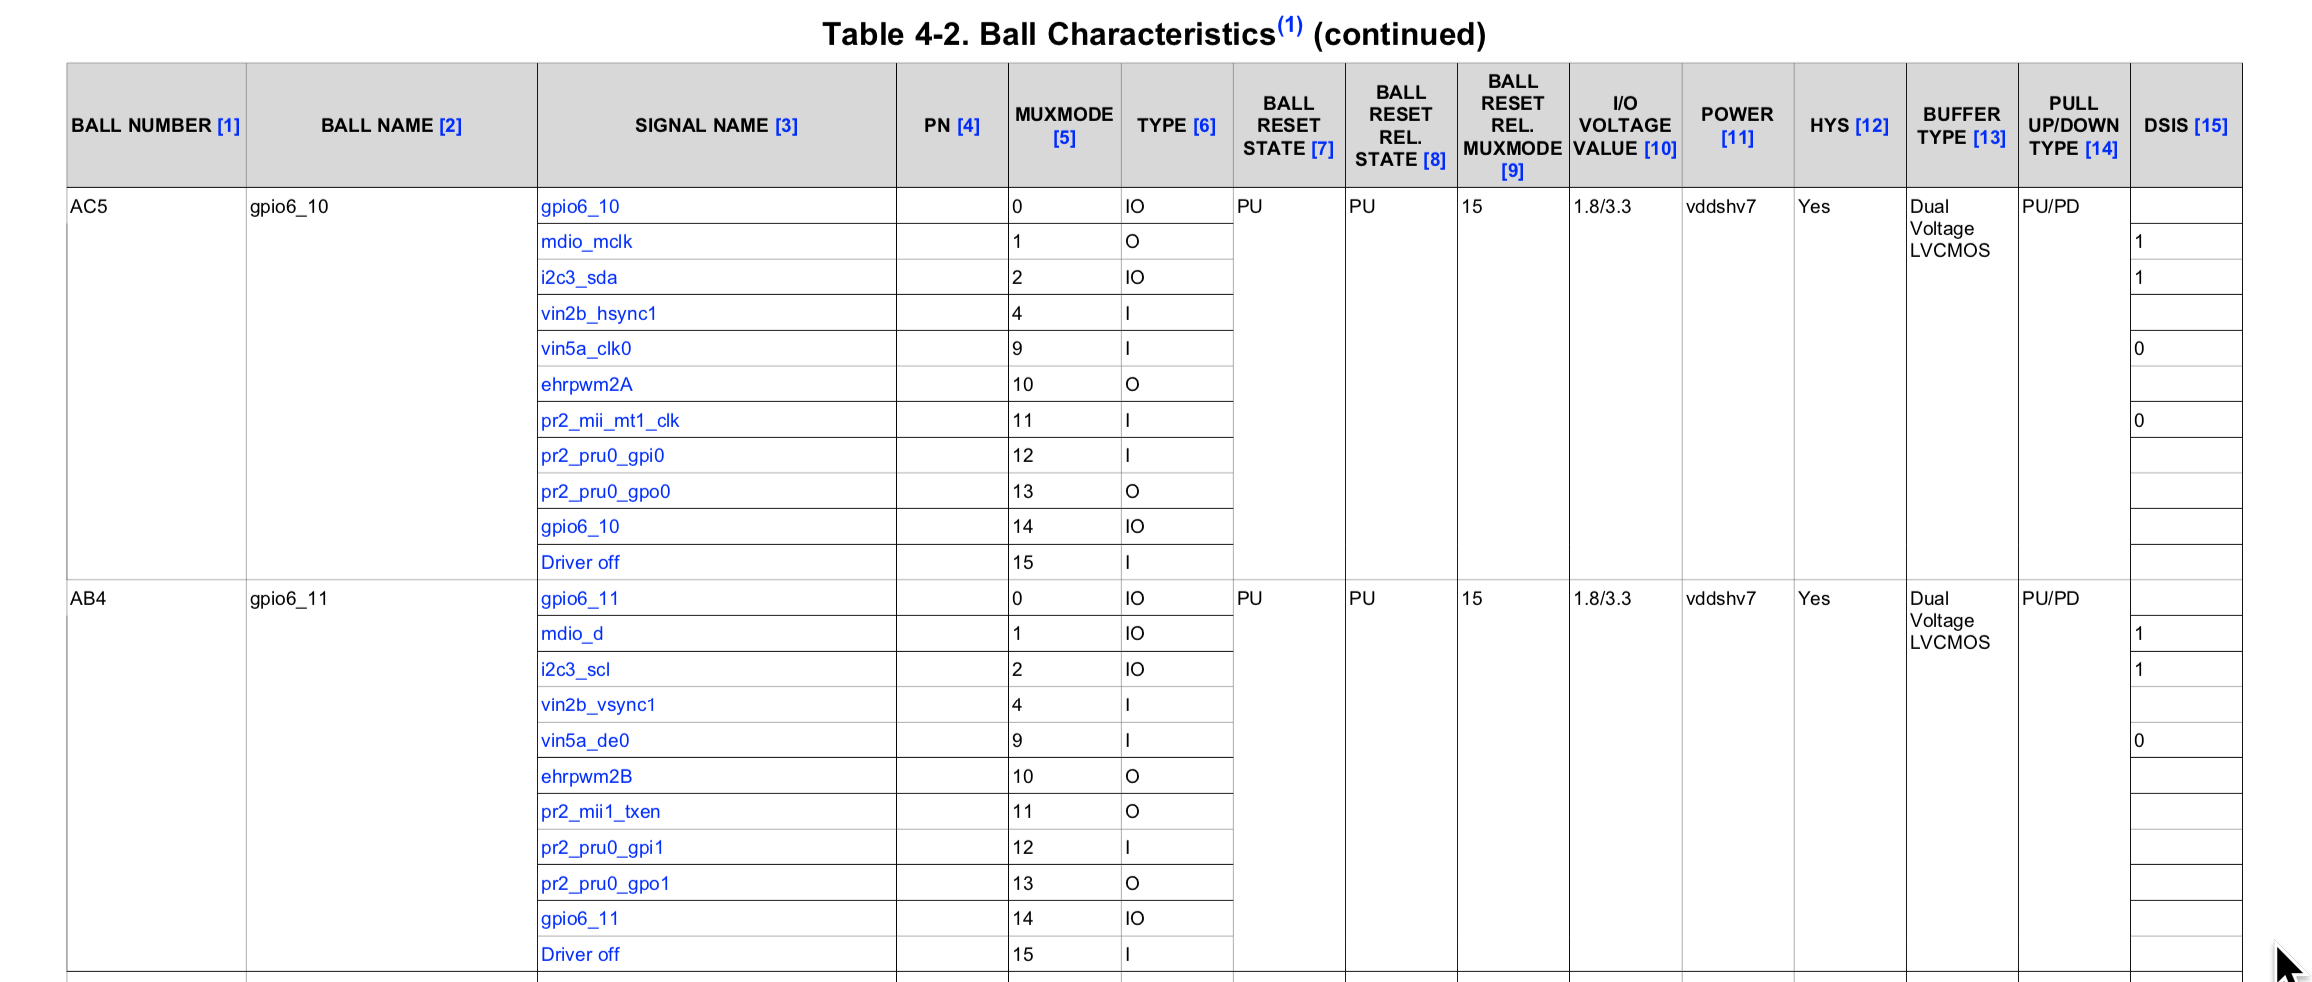 Table 4-2. Ball Characteristics(1) (continued)
BALL NUMBER [1] BALL NAME [2] SIGNAL NAME [3] PN [4] MUXMODE [5] TYPE [6] BALL RESET STATE [7] BALL RESET REL. STATE [8] BALL RESET REL. MUXMODE [9] I/O VOLTAGE VALUE [10] POWER [11] HYS [12] BUFFER TYPE [13] PULL UP/DOWN TYPE [14] DSIS [15]
AC5 gpio6_10 gpio6_10 0 IO PU PU 15 1.8/3.3 vddshv7 Yes Dual Voltage LVCMOS PU/PD
mdio_mclk 1 O 1
i2c3_sda 2 IO 1
vin2b_hsync1 4 I
vin5a_clk0 9 I 0
ehrpwm2A 10 O
pr2_mii_mt1_clk 11 I 0
pr2_pru0_gpi0 12 I
pr2_pru0_gpo0 13 O
gpio6_10 14 IO
Driver off 15 I
AB4 gpio6_11 gpio6_11 0 IO PU PU 15 1.8/3.3 vddshv7 Yes Dual Voltage LVCMOS PU/PD
mdio_d 1 IO 1
i2c3_scl 2 IO 1
vin2b_vsync1 4 I
vin5a_de0 9 I 0
ehrpwm2B 10 O
pr2_mii1_txen 11 O
pr2_pru0_gpi1 12 I
pr2_pru0_gpo1 13 O
gpio6_11 14 IO
Driver off 15 I